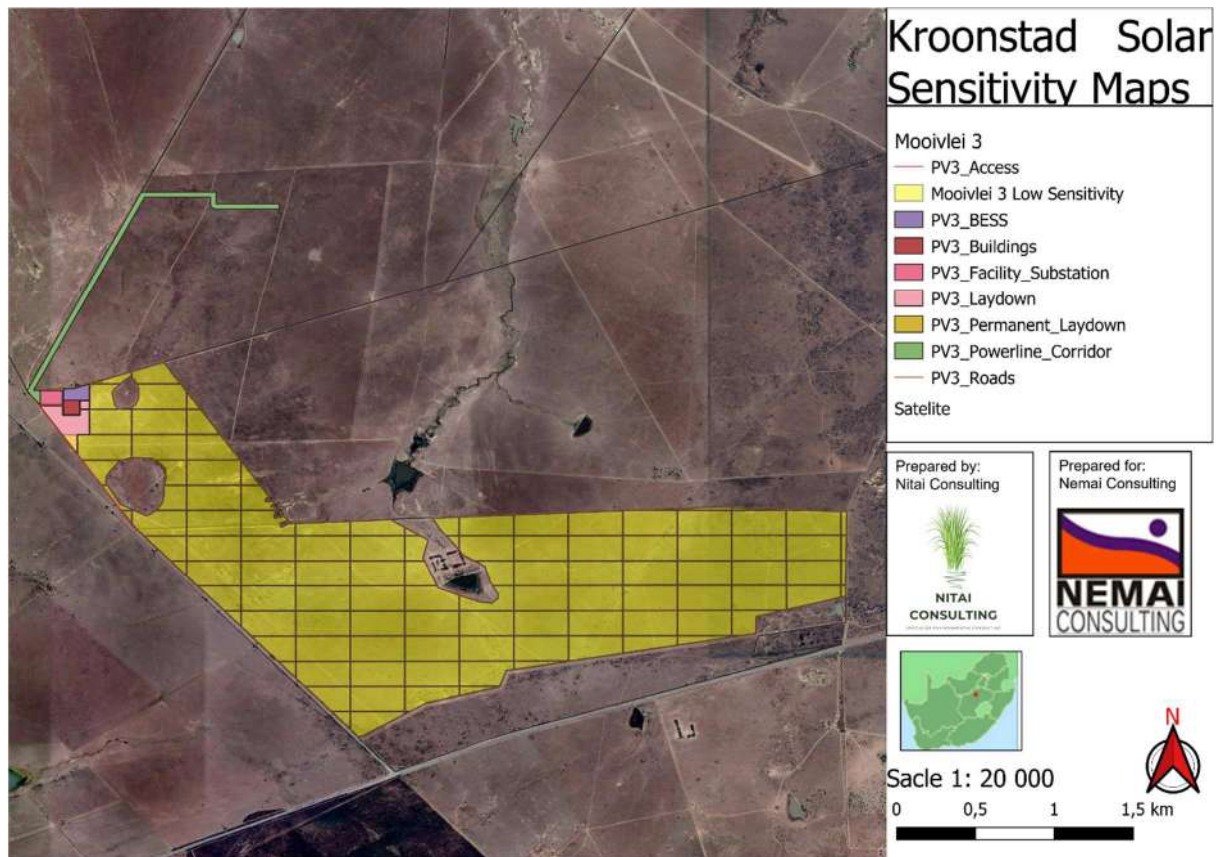 Kroonstad Solar
Sensitivity Maps
Mooivlei 3
PV3_Access
Mooivlei 3 Low Sensitivity
PV3_BESS
PV3_Buildings
PV3_Facility_Substation
PV3_Laydown
PV3_Permanent_Laydown
PV3_Powerline_Corridor
PV3_Roads
Satelite
Prepared by:
Nitai Consulting
NITAI
CONSULTING
Prepared for:
Nemai Consulting
NEMAI
CONSULTING
N
Sacle 1: 20 000
0 0,5 1 1,5 km